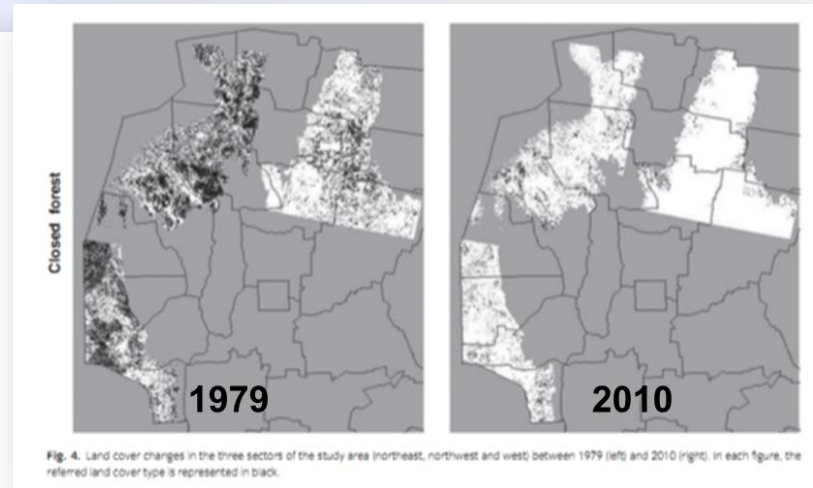 Closed forest
1979
2010
Fig. 4. Land cover changes in the three sectors of the study area (northeast, northwest and west) between 1979 (left) and 2010 (right). In each figure, the
referred land cover type is represented in black.